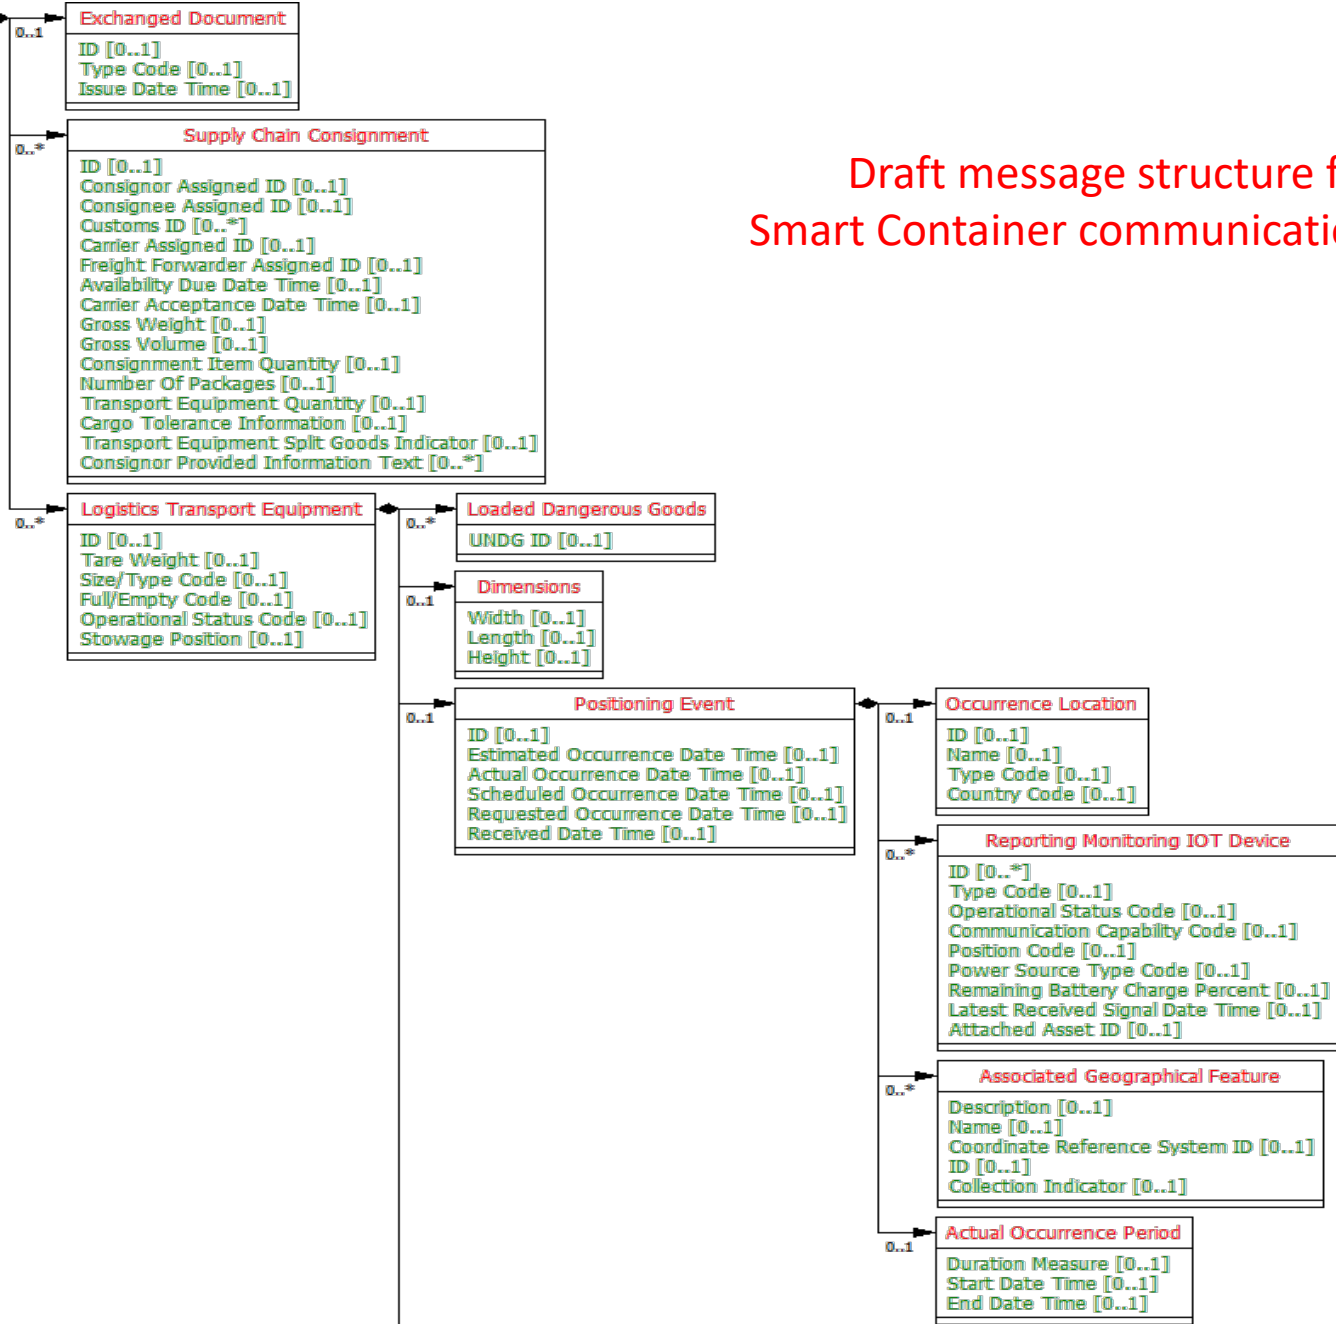 0..1
Exchanged Document
ID [0..1]
Type Code [0..1]
Issue Date Time [0..1]
0..*
Supply Chain Consignment
ID [0..1]
Consignor Assigned ID [0..1]
Consignee Assigned ID [0..1]
Customs ID [0..*]
Carrier Assigned ID [0..1]
Freight Forwarder Assigned ID [0..1]
Availability Due Date Time [0..1]
Carrier Acceptance Date Time [0..1]
Gross Weight [0..1]
Gross Volume [0..1]
Consignment Item Quantity [0..1]
Number Of Packages [0..1]
Transport Equipment Quantity [0..1]
Cargo Tolerance Information [0..1]
Transport Equipment Split Goods Indicator [0..1]
Consignor Provided Information Text [0..*]
Draft message structure f
Smart Container communicati
0..*
Logistics Transport Equipment
ID [0..1]
Tare Weight [0..1]
Size/Type Code [0..1]
Full/Empty Code [0..1]
Operational Status Code [0..1]
Stowage Position [0..1]
0..*
Loaded Dangerous Goods
UNDG ID [0..1]
0..1
Dimensions
Width [0..1]
Length [0..1]
Height [0..1]
0..1
Positioning Event
ID [0..1]
Estimated Occurrence Date Time [0..1]
Actual Occurrence Date Time [0..1]
Scheduled Occurrence Date Time [0..1]
Requested Occurrence Date Time [0..1]
Received Date Time [0..1]
0..1
Occurrence Location
ID [0..1]
Name [0..1]
Type Code [0..1]
Country Code [0..1]
0..*
Reporting Monitoring IOT Device
ID [0..*]
Type Code [0..1]
Operational Status Code [0..1]
Communication Capability Code [0..1]
Position Code [0..1]
Power Source Type Code [0..1]
Remaining Battery Charge Percent [0..1]
Latest Received Signal Date Time [0..1]
Attached Asset ID [0..1]
0..*
Associated Geographical Feature
Description [0..1]
Name [0..1]
Coordinate Reference System ID [0..1]
ID [0..1]
Collection Indicator [0..1]
0..1
Actual Occurrence Period
Duration Measure [0..1]
Start Date Time [0..1]
End Date Time [0..1]